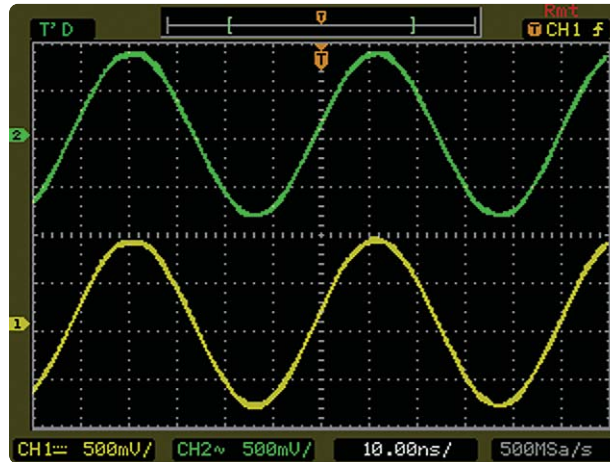 Rmt
T'D T T CH1
T
2
1
CH1 500mV/ CH2~ 500mV/ 10.00ns/ 500MSa/s